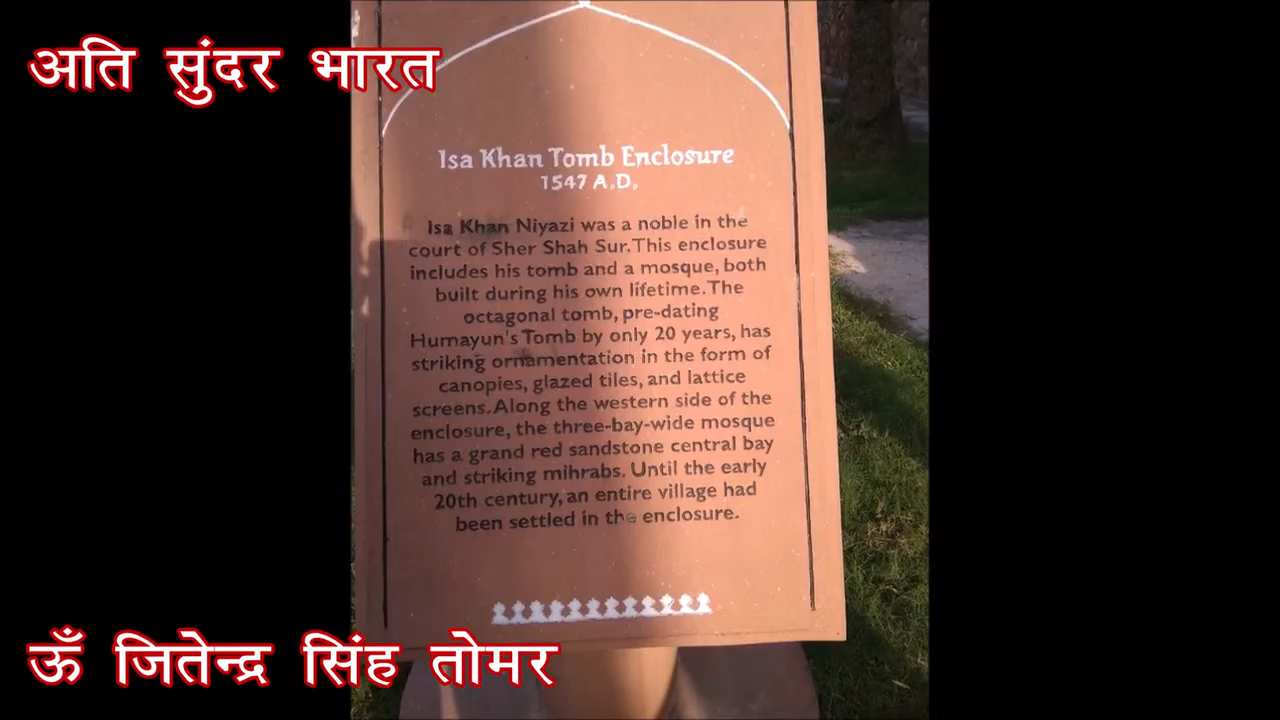 अति सुंदर भारत
Isa Khan Tomb Enclosure
1547 A.D.
Isa Khan Niyazi was a noble in the
court of Sher Shah Sur. This enclosure
includes his tomb and a mosque, both
built during his own lifetime. The
octagonal tomb, pre-dating
Humayun's Tomb by only 20 years, has
striking ornamentation in the form of
canopies, glazed tiles, and lattice
screens. Along the western side of the
enclosure, the three-bay-wide mosque
has a grand red sandstone central bay
and striking mihrabs. Until the early
20th century, an entire village had
been settled in the enclosure.
ऊँ जितेन्द्र सिंह तोमर